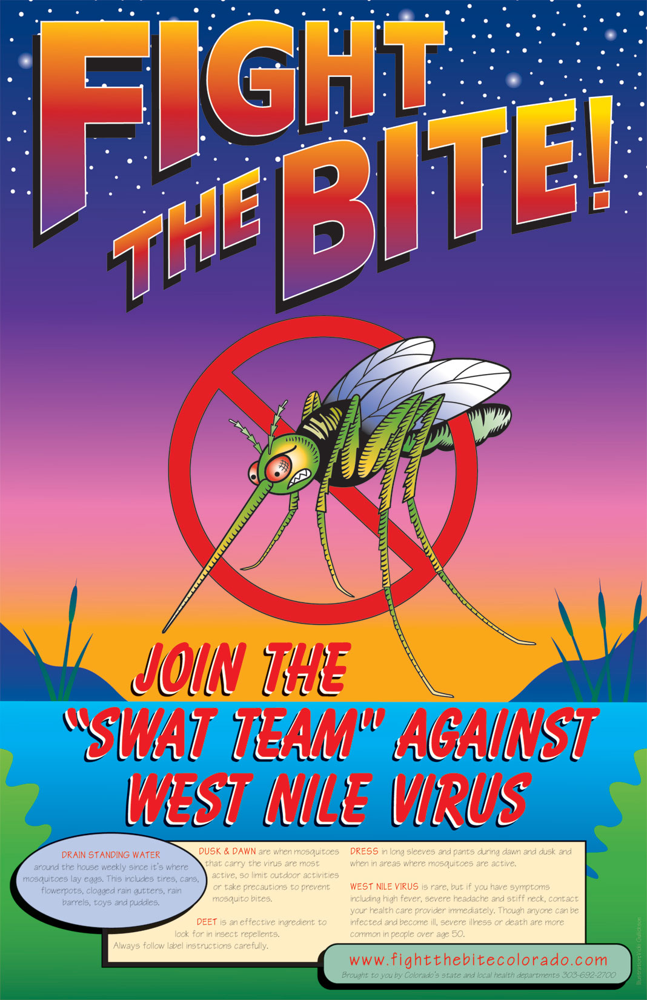 FIGHT
THE BITE!
JOIN THE
"SWAT TEAM" AGAINST
WEST NILE VIRUS
DRAIN STANDING WATER
around the house weekly since it's where
mosquitoes lay eggs. This includes tires, cans,
flowerpots, clogged rain gutters, rain
barrels, toys and puddles.
DUSK & DAWN are when mosquitoes
that carry the virus are most
active, so limit outdoor activities
or take precautions to prevent
mosquito bites.
DEET is an effective ingredient to
look for in insect repellents.
Always follow label instructions carefully.
DRESS in long sleeves and pants during dawn and dusk and
when in areas where mosquitoes are active.
WEST NILE VIRUS is rare, but if you have symptoms
including high fever, severe headache and stiff neck, contact
your health care provider immediately. Though anyone can be
infected and become ill, severe illness or death are more
common in people over age 50.
www.fightthebitecolorado.com
Brought to you by Colorado's state and local health departments 303-692-2700
Illustration: Vicki